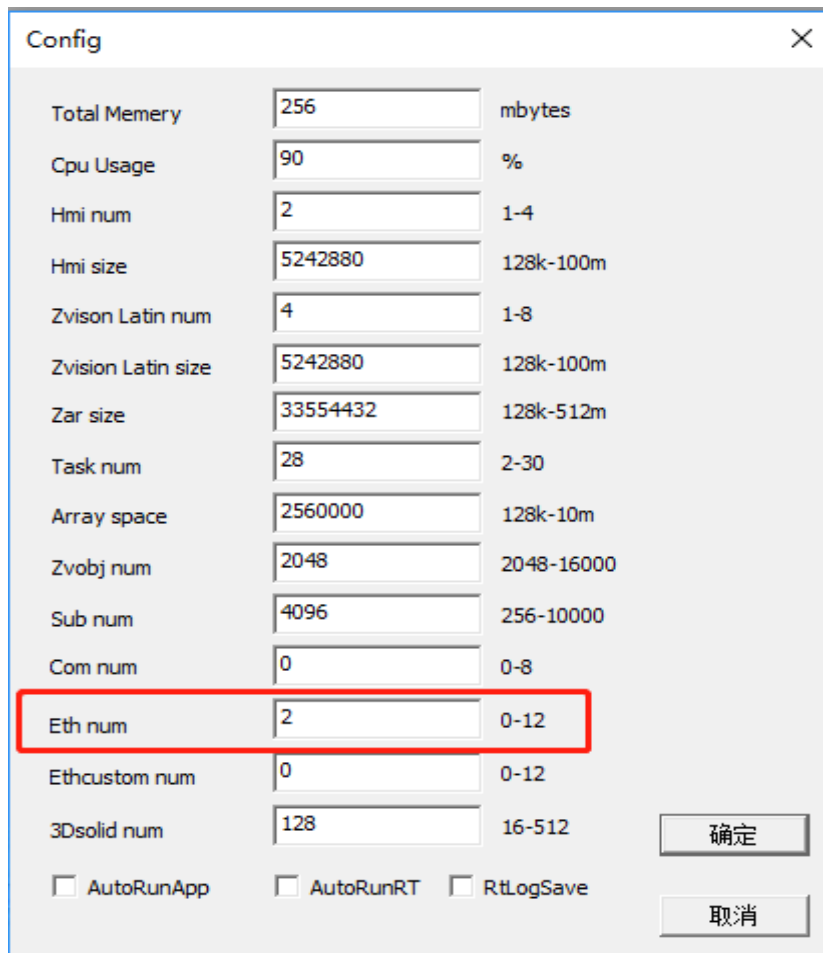 Config
Total Memery 256 mbytes
Cpu Usage 90 %
Hmi num 2 1-4
Hmi size 5242880 128k-100m
Zvison Latin num 4 1-8
Zvision Latin size 5242880 128k-100m
Zar size 33554432 128k-512m
Task num 28 2-30
Array space 2560000 128k-10m
Zvobj num 2048 2048-16000
Sub num 4096 256-10000
Com num 0 0-8
Eth num 2 0-12
Ethcustom num 0 0-12
3Dsolid num 128 16-512
确定
AutoRunApp AutoRunRT RtLogSave
取消